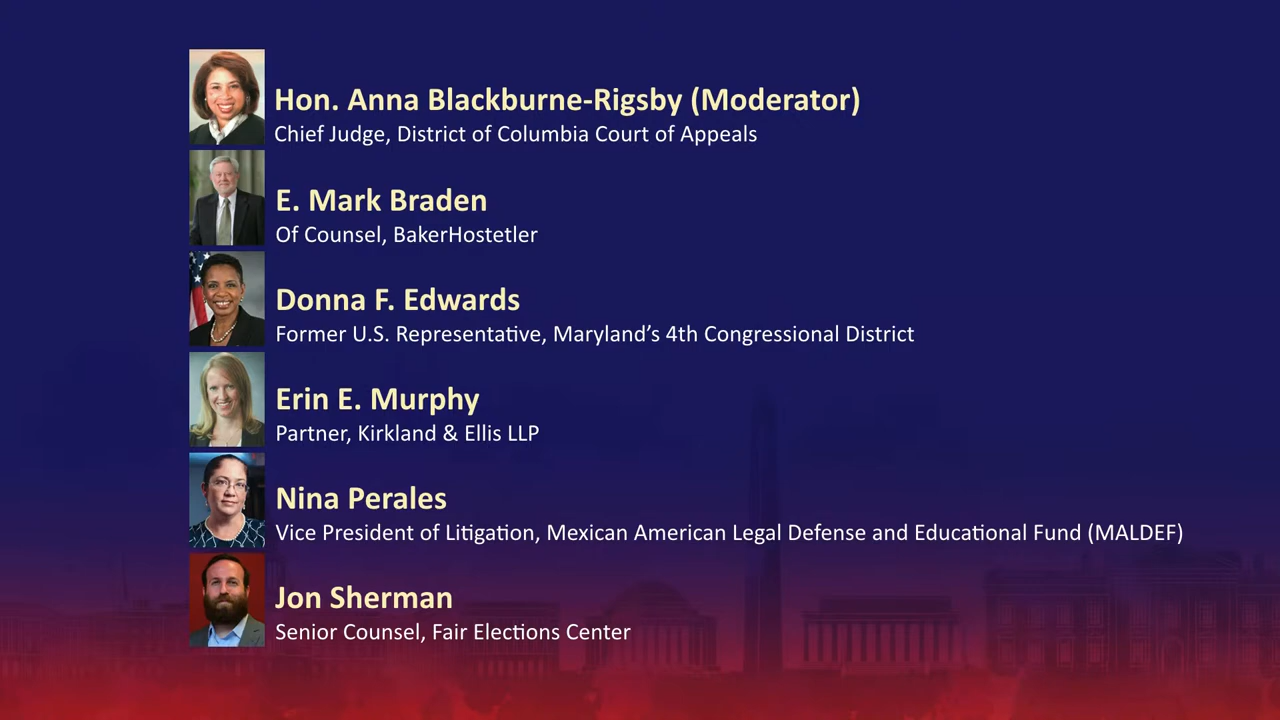 Hon. Anna Blackburne-Rigsby (Moderator)
Chief Judge, District of Columbia Court of Appeals
E. Mark Braden
Of Counsel, BakerHostetler
Donna F. Edwards
Former U.S. Representative, Maryland’s 4th Congressional District
Erin E. Murphy
Partner, Kirkland & Ellis LLP
Nina Perales
Vice President of Litigation, Mexican American Legal Defense and Educational Fund (MALDEF)
Jon Sherman
Senior Counsel, Fair Elections Center